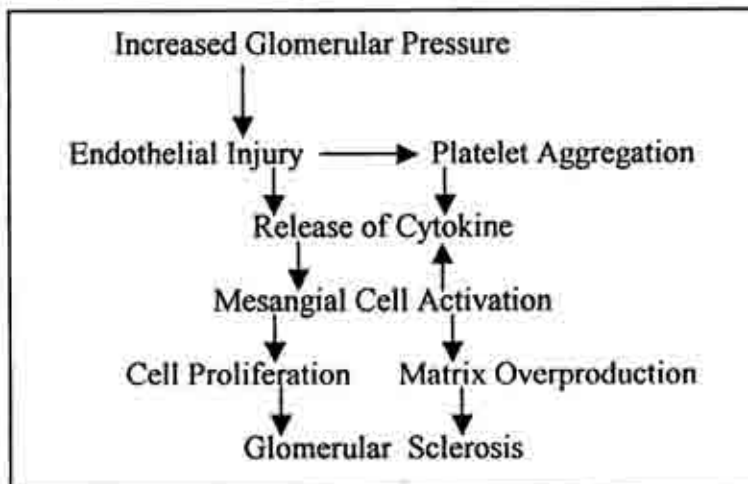 Increased Glomerular Pressure
Endothelial Injury
Platelet Aggregation
Release of Cytokine
Mesangial Cell Activation
Cell Proliferation
Matrix Overproduction
Glomerular Sclerosis